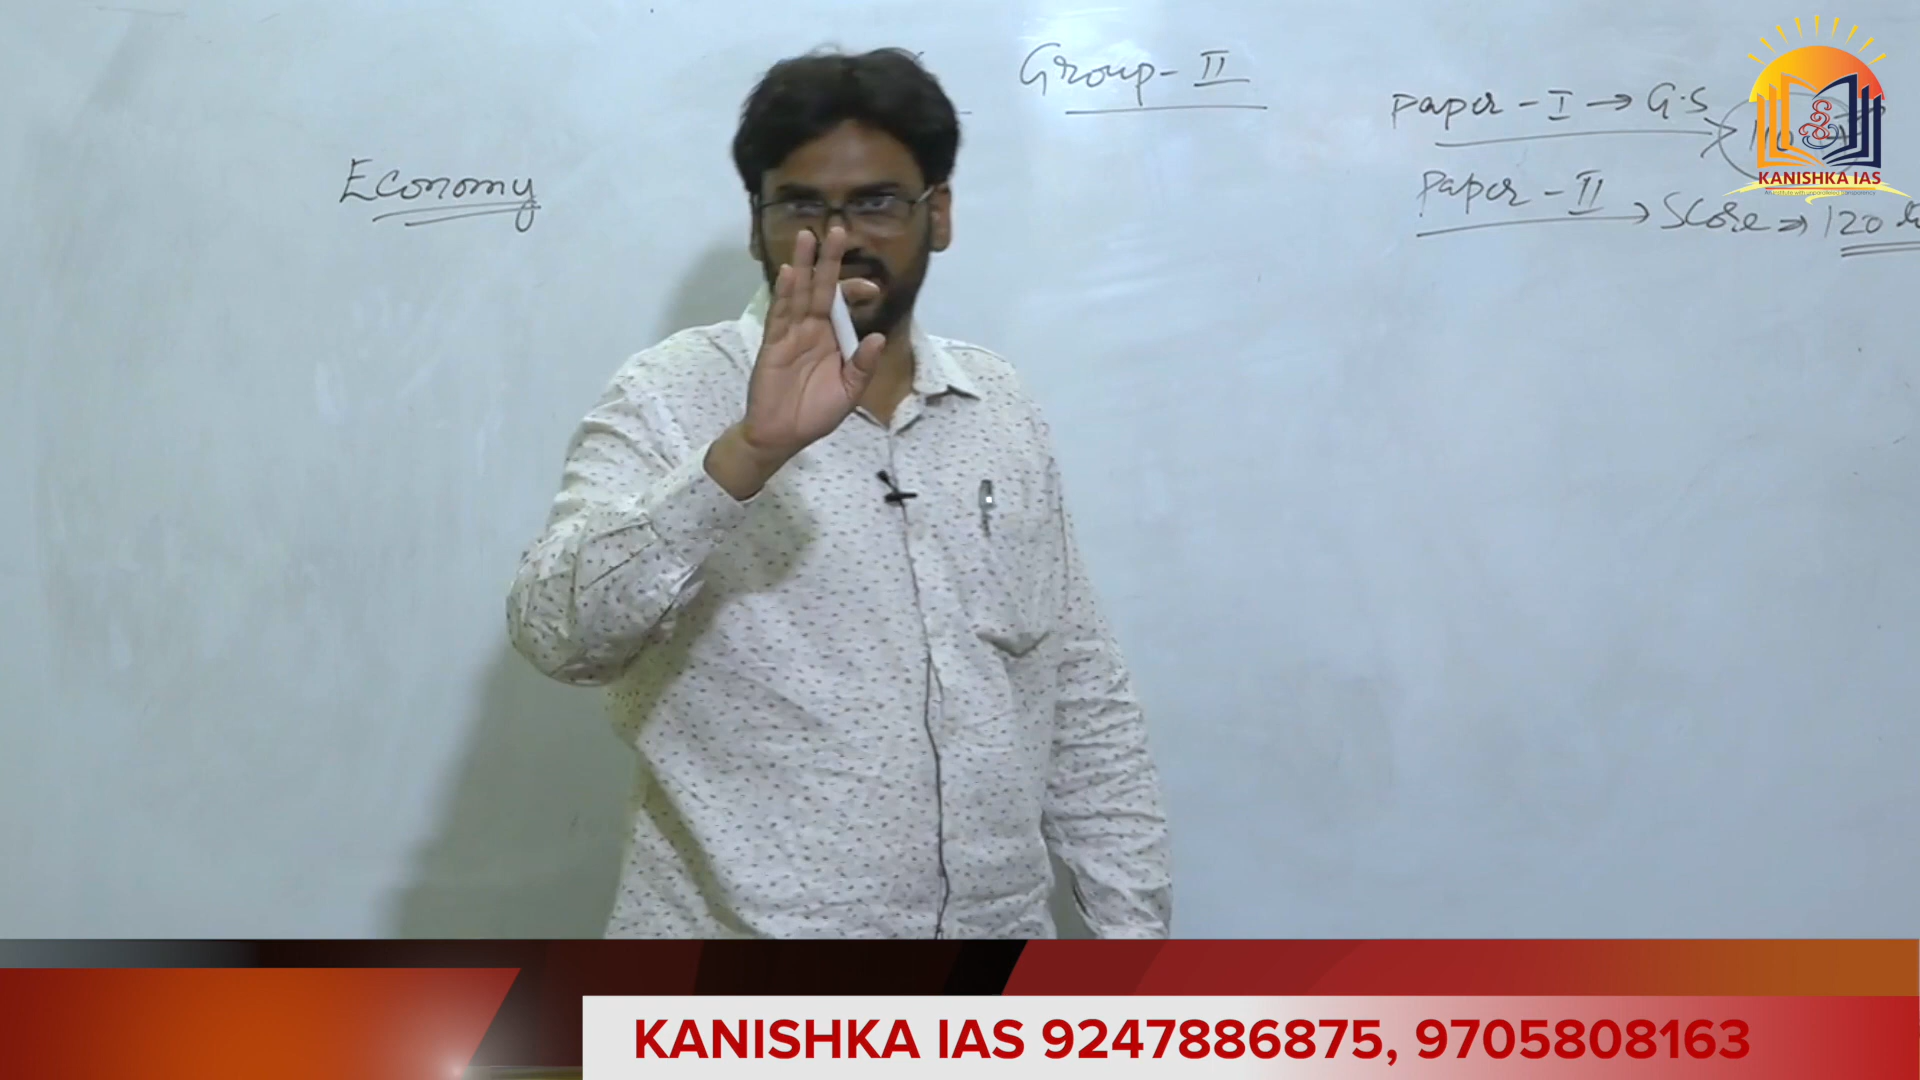 Group - II
Paper - I → G.S
Economy
Paper - II → Score → 120
KANISHKA IAS
KANISHKA IAS 9247886875, 9705808163